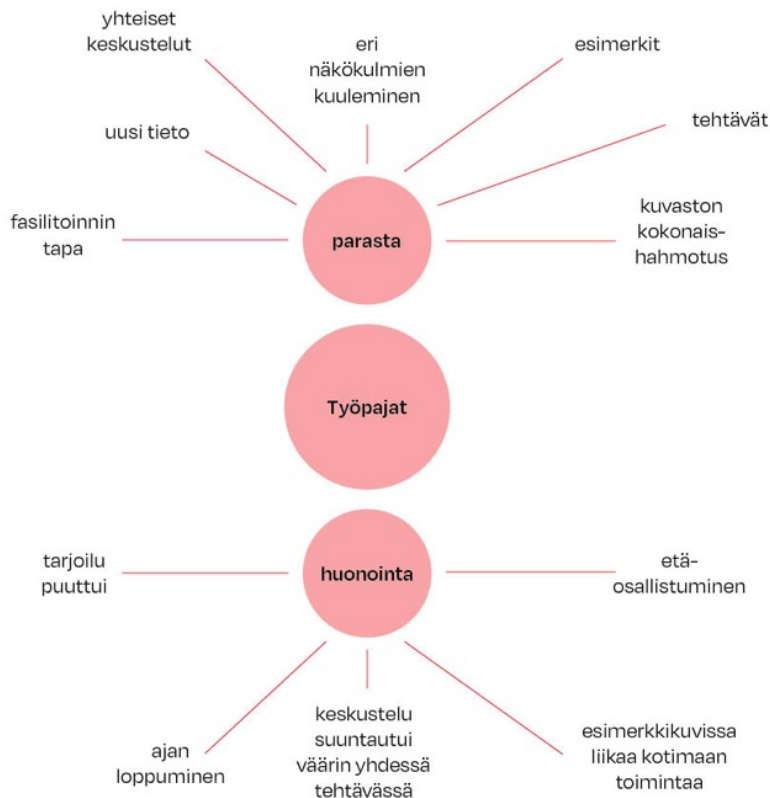 yhteiset
keskustelut
eri
näkökulmien
kuuleminen
esimerkit
uusi tieto
tehtävät
fasilitoinnin
tapa
parasta
kuvaston
kokonais-
hahmotus
Työpajat
tarjoilu
puuttui
huonointa
etä-
osallistuminen
ajan
loppuminen
keskustelu
suuntautui
väärin yhdessä
tehtävässä
esimerkkikuvissa
liikaa kotimaan
toimintaa